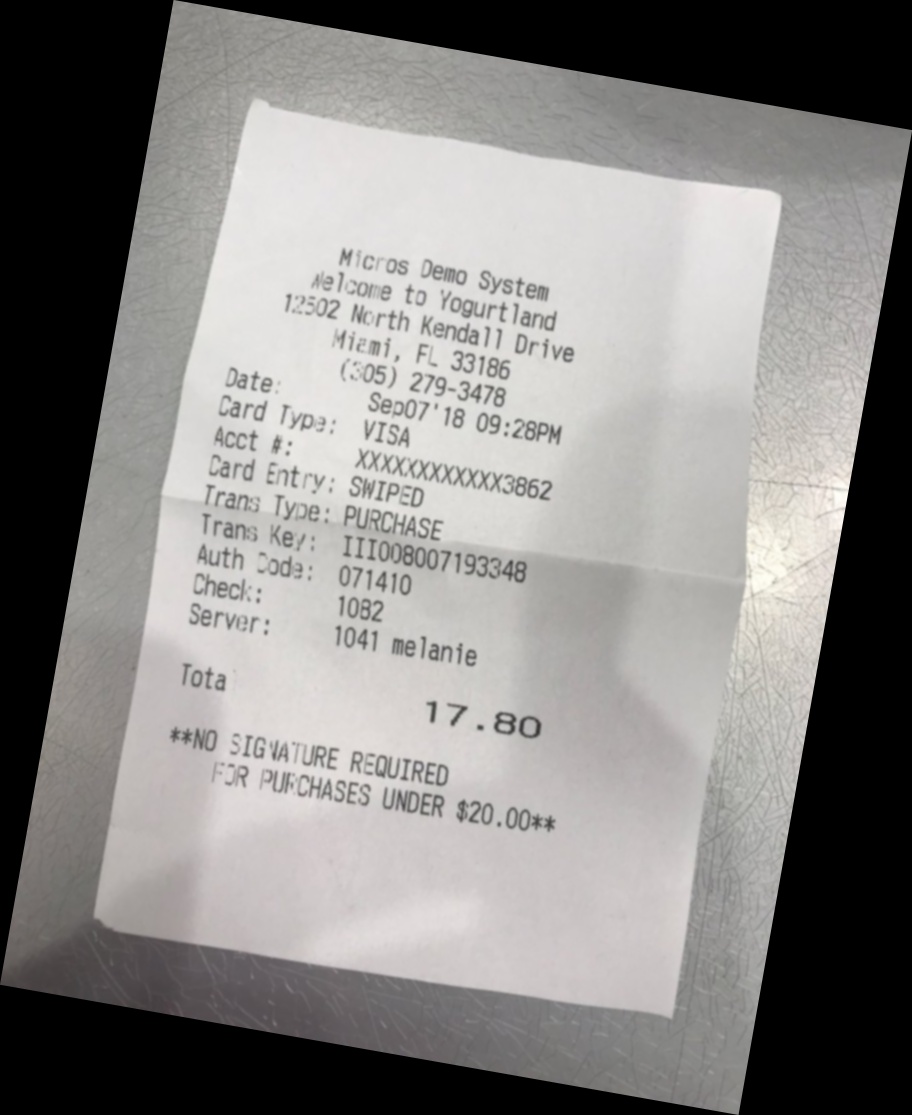 Micros Demo System
Welcome to Yogurtland
12502 North Kendall Drive
Miami, FL 33186
(305) 279-3478
Date: Sep07'18 09:28PM
Card Type: VISA
Acct #: XXXXXXXXXXXX3862
Card Entry: SWIPED
Trans Type: PURCHASE
Trans Key: III008007193348
Auth Code: 071410
Check: 1082
Server: 1041 melanie
Total 17.80
**NO SIGNATURE REQUIRED
FOR PURCHASES UNDER $20.00**